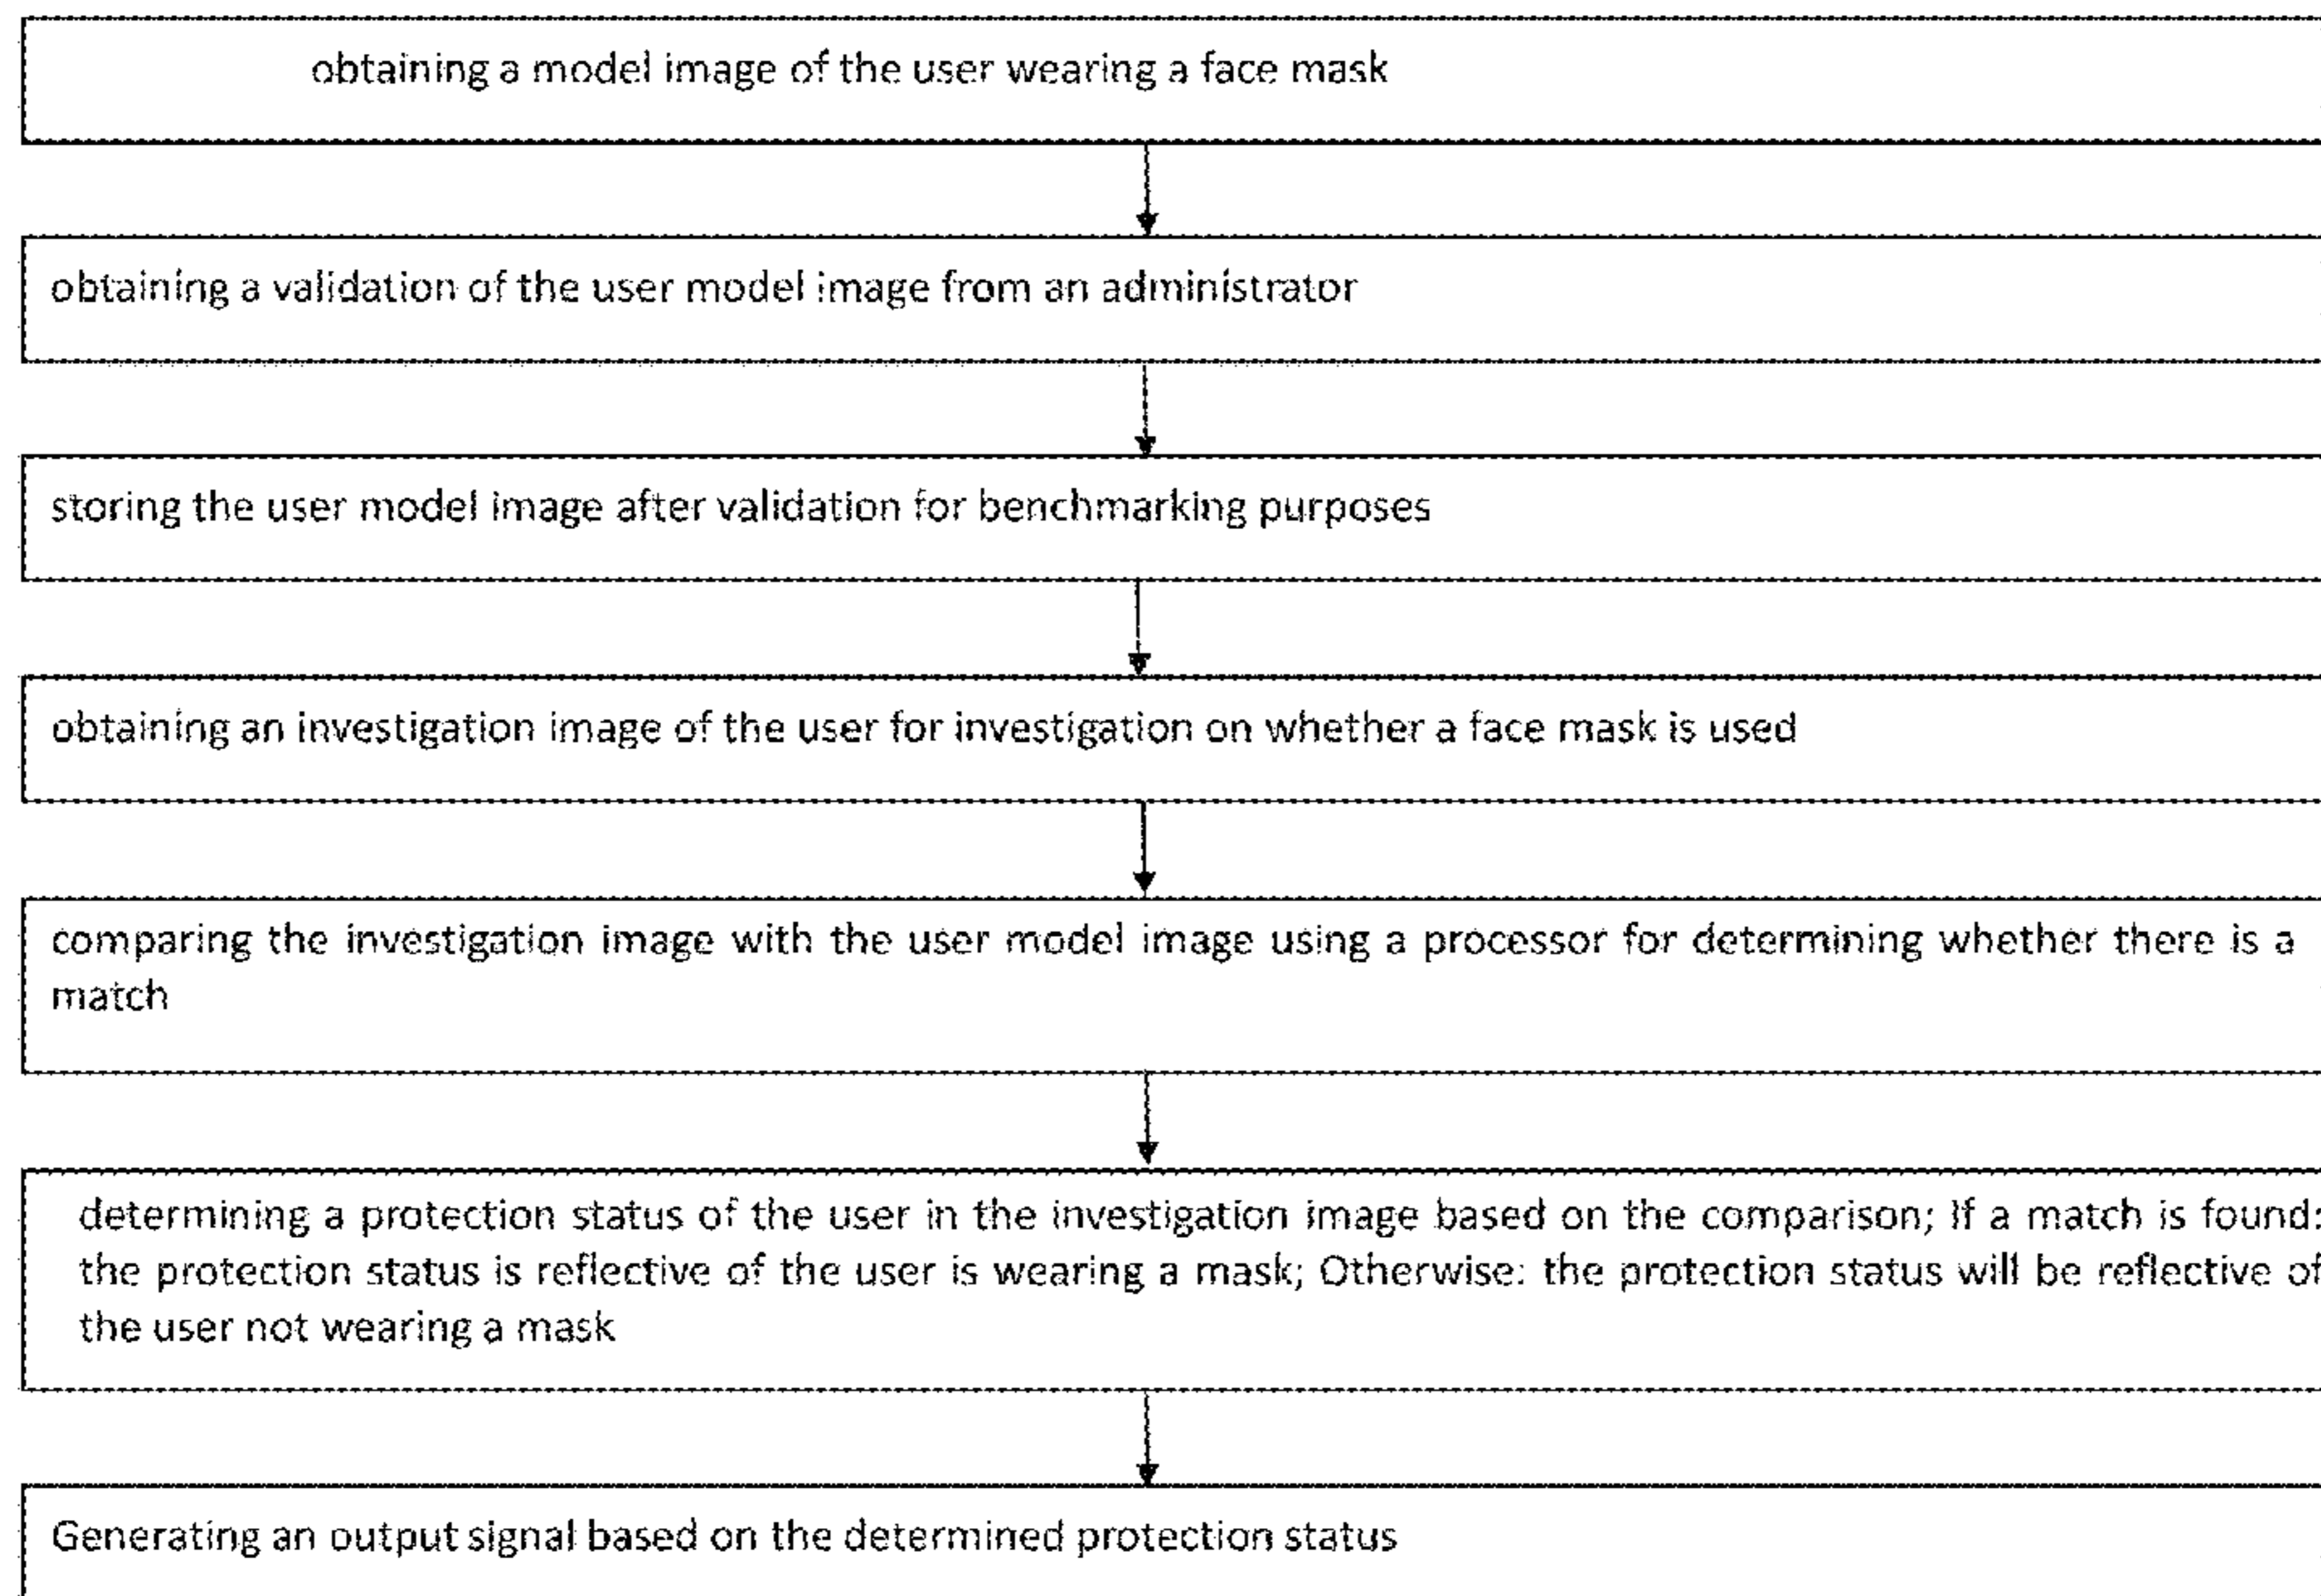 obtaining a model image of the user wearing a face mask
obtaining a validation of the user model image from an administrator
storing the user model image after validation for benchmarking purposes
obtaining an investigation image of the user for investigation on whether a face mask is used
comparing the investigation image with the user model image using a processor for determining whether there is a
match
determining a protection status of the user in the investigation image based on the comparison; If a match is found:
the protection status is reflective of the user is wearing a mask; Otherwise: the protection status will be reflective of
the user not wearing a mask
Generating an output signal based on the determined protection status